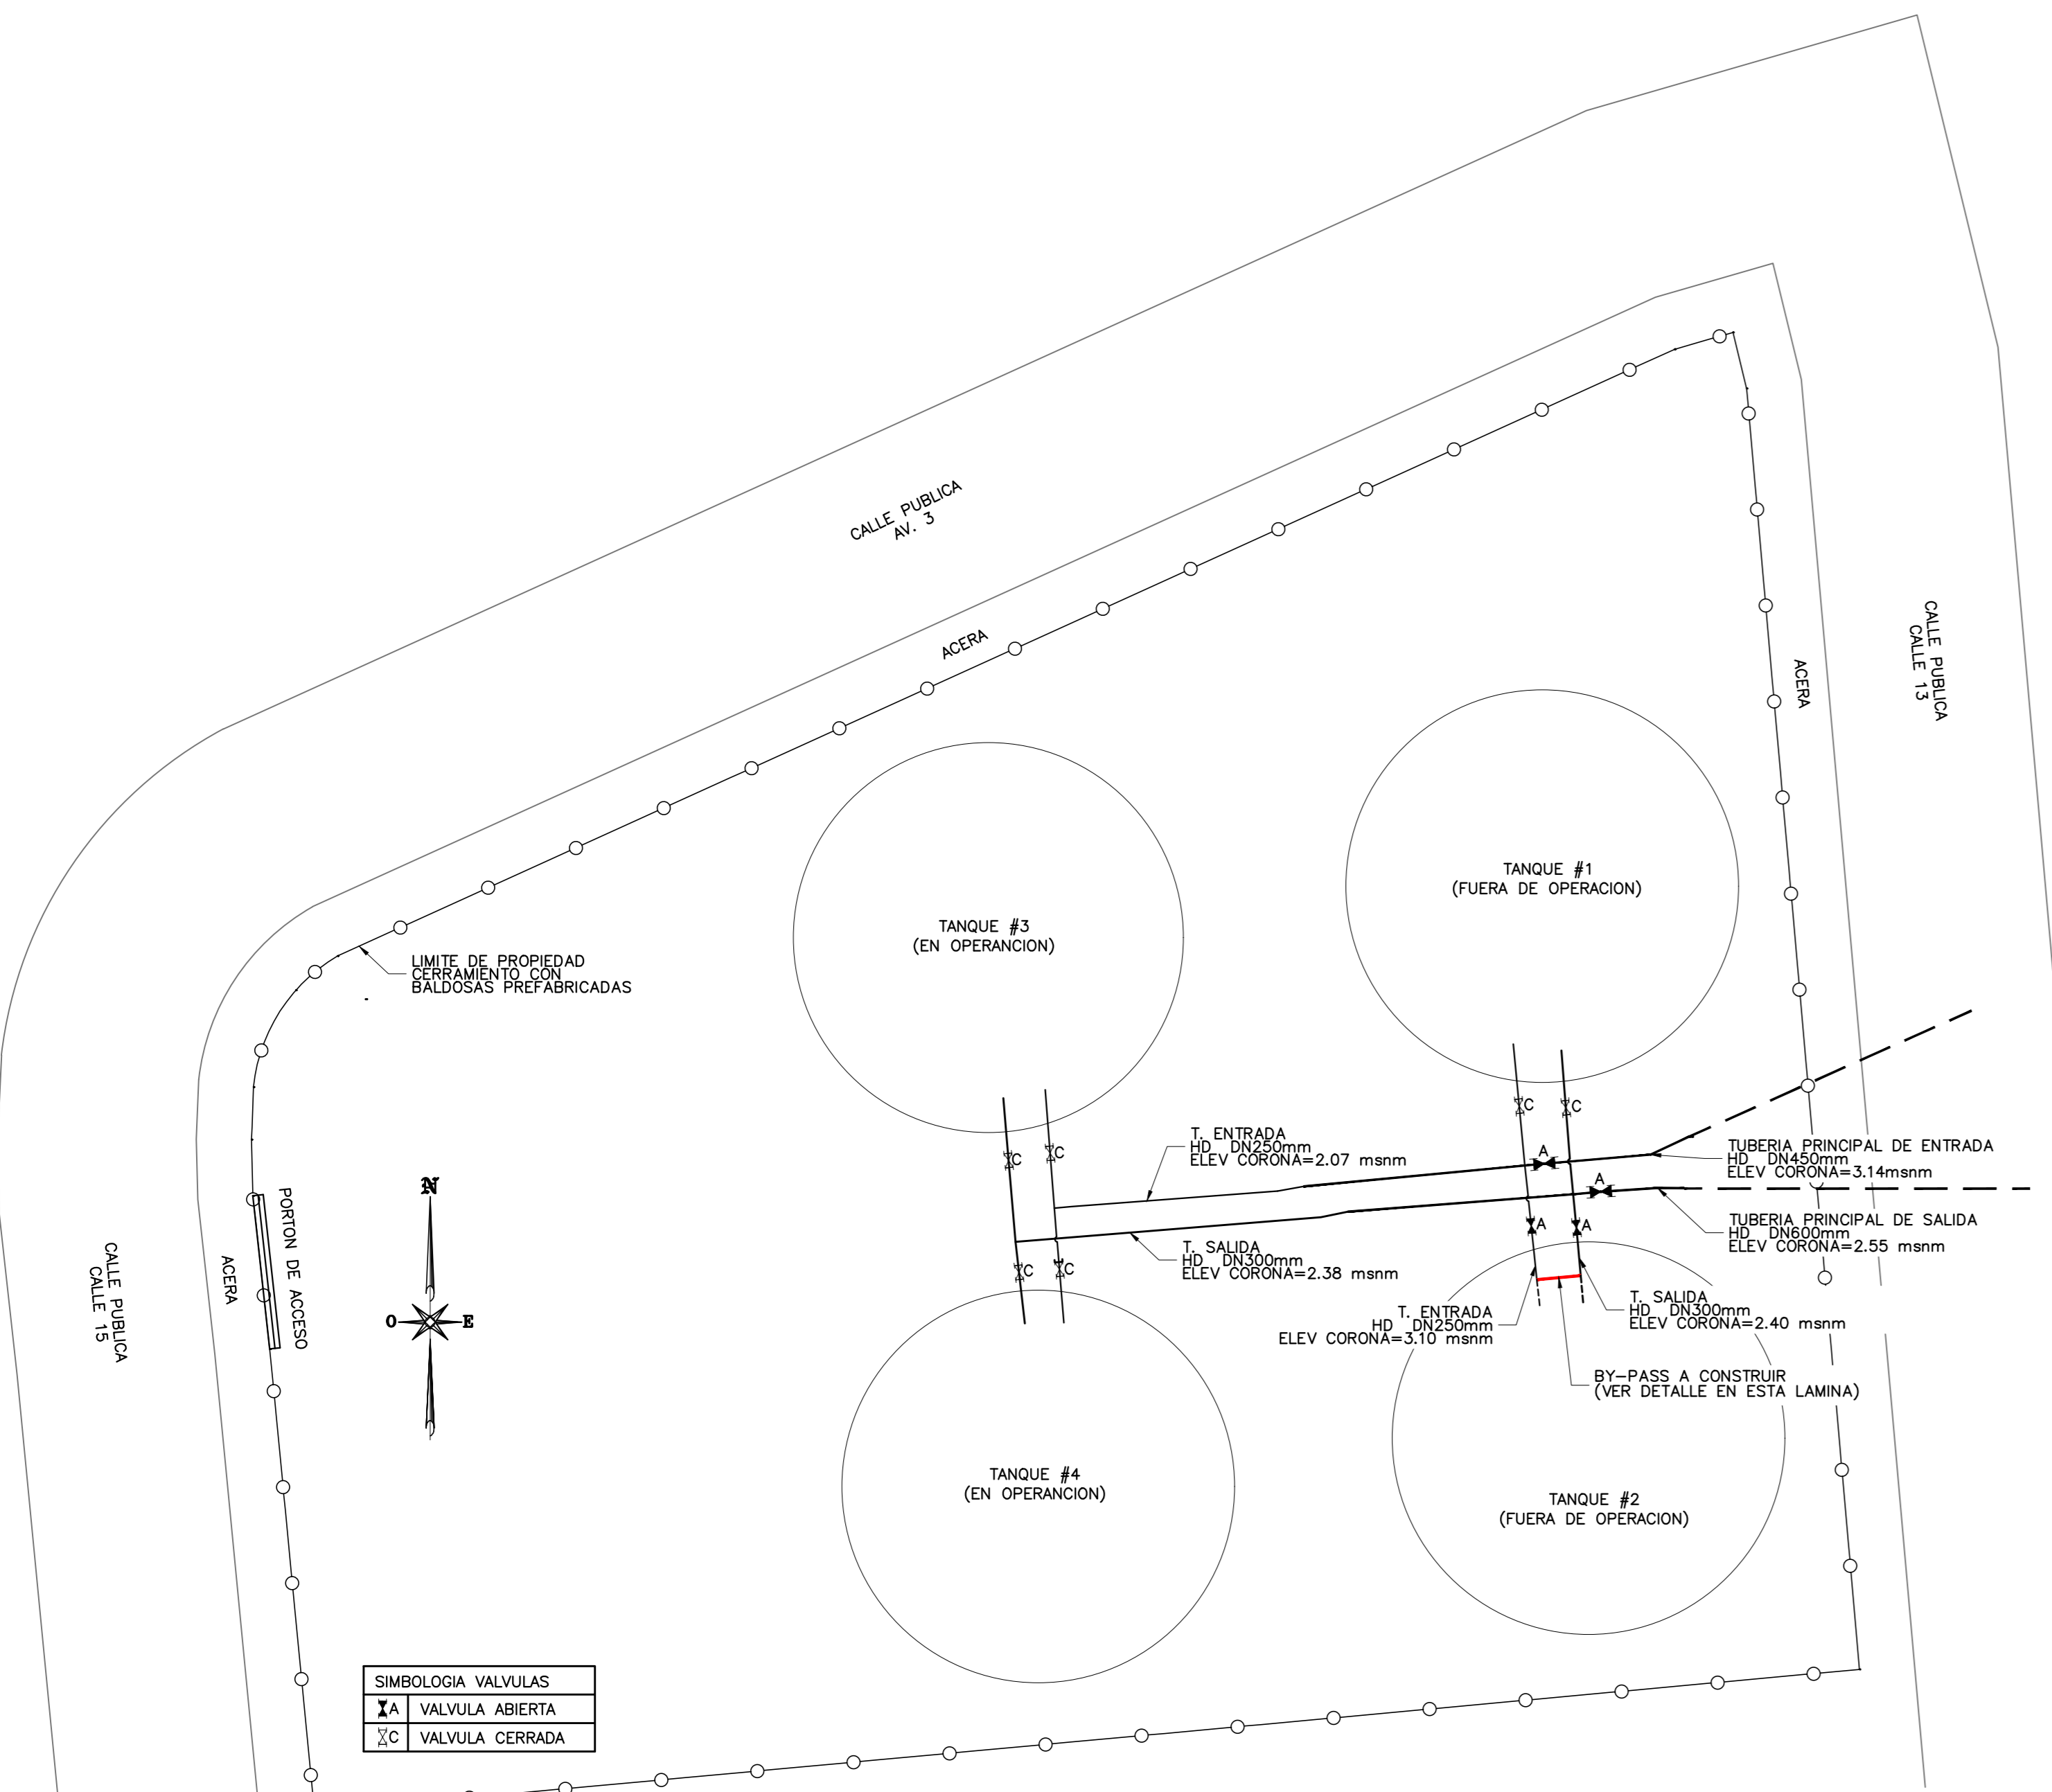 CALLE PUBLICA
AV. 3
ACERA
CALLE PUBLICA
CALLE 13
ACERA
TANQUE #1
(FUERA DE OPERACION)
TANQUE #3
(EN OPERANCION)
LIMITE DE PROPIEDAD
CERRAMIENTO CON
BALDOSAS PREFABRICADAS
C
C
C
C
T. ENTRADA
HD DN250mm
ELEV CORONA=2.07 msnm
A
TUBERIA PRINCIPAL DE ENTRADA
HD DN450mm
ELEV CORONA=3.14msnm
A
TUBERIA PRINCIPAL DE SALIDA
HD DN600mm
ELEV CORONA=2.55 msnm
A
A
T. SALIDA
HD DN300mm
ELEV CORONA=2.38 msnm
C
C
PORTON DE ACCESO
ACERA
CALLE PUBLICA
CALLE 15
N
O
E
T. ENTRADA
HD DN250mm
ELEV CORONA=3.10 msnm
T. SALIDA
HD DN300mm
ELEV CORONA=2.40 msnm
BY-PASS A CONSTRUIR
(VER DETALLE EN ESTA LAMINA)
TANQUE #4
(EN OPERANCION)
TANQUE #2
(FUERA DE OPERACION)
SIMBOLOGIA VALVULAS
A VALVULA ABIERTA
C VALVULA CERRADA